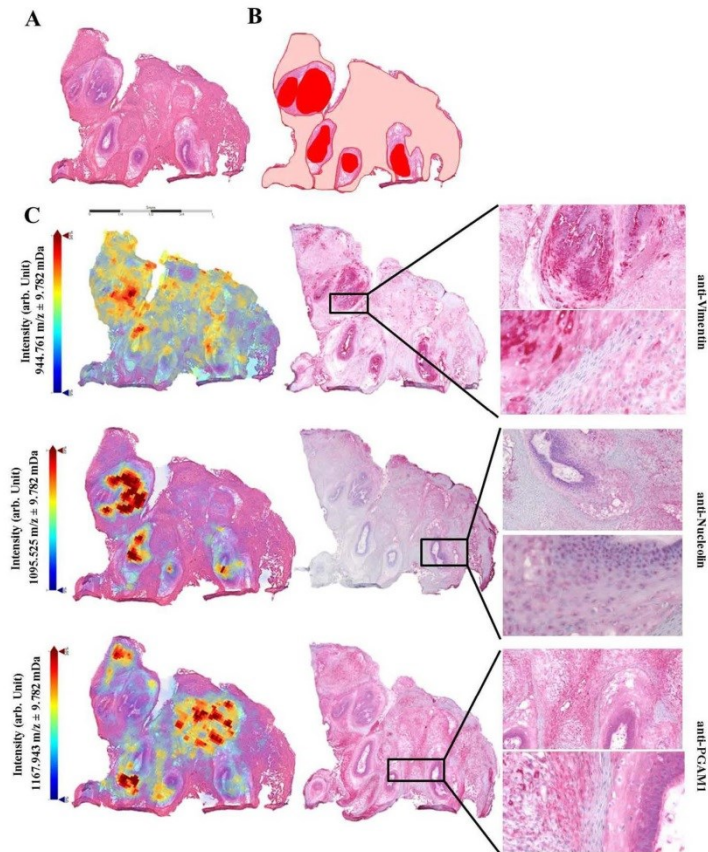 A
B
C
Intensity (arb. Unit)
944.761 m/z ± 9.782 mDa
anti-Vimentin
Intensity (arb. Unit)
1095.525 m/z ± 9.782 mDa
anti-Nucleolin
Intensity (arb. Unit)
1167.943 m/z ± 9.782 mDa
anti-PGAM1